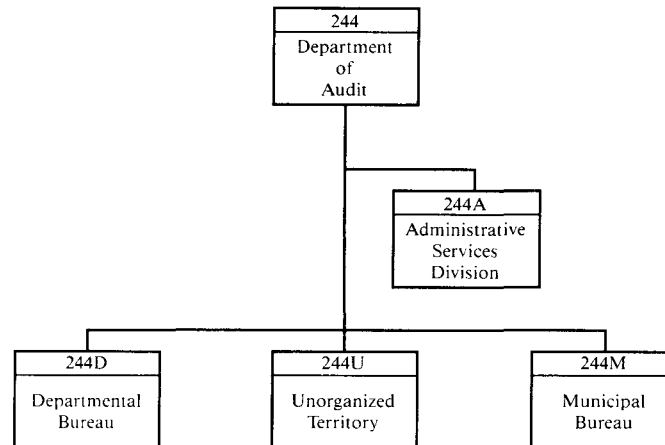 244
Department
of
Audit
244A
Administrative
Services
Division
244D
Departmental
Bureau
244U
Unorganized
Territory
244M
Municipal
Bureau